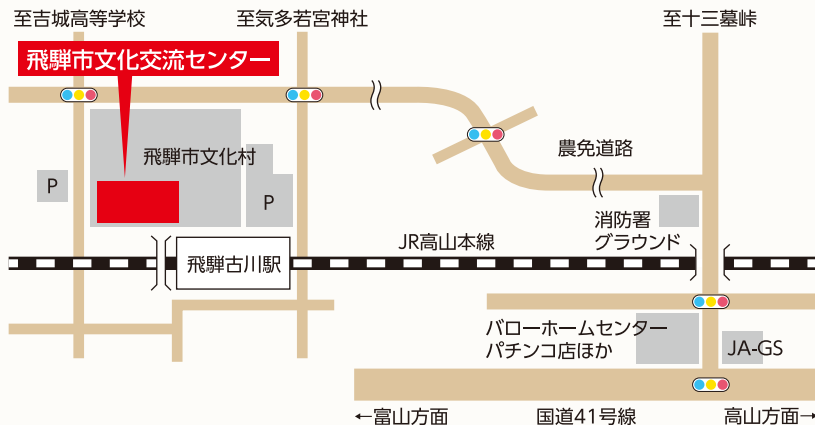 至吉城高等学校
至気多若宮神社
至十三墓峠
飛騨市文化交流センター
農免道路
飛騨市文化村
P
P
消防署
グラウンド
JR高山本線
飛騨古川駅
バローホームセンター
パチンコ店ほか
JA-GS
←富山方面
国道41号線
高山方面→